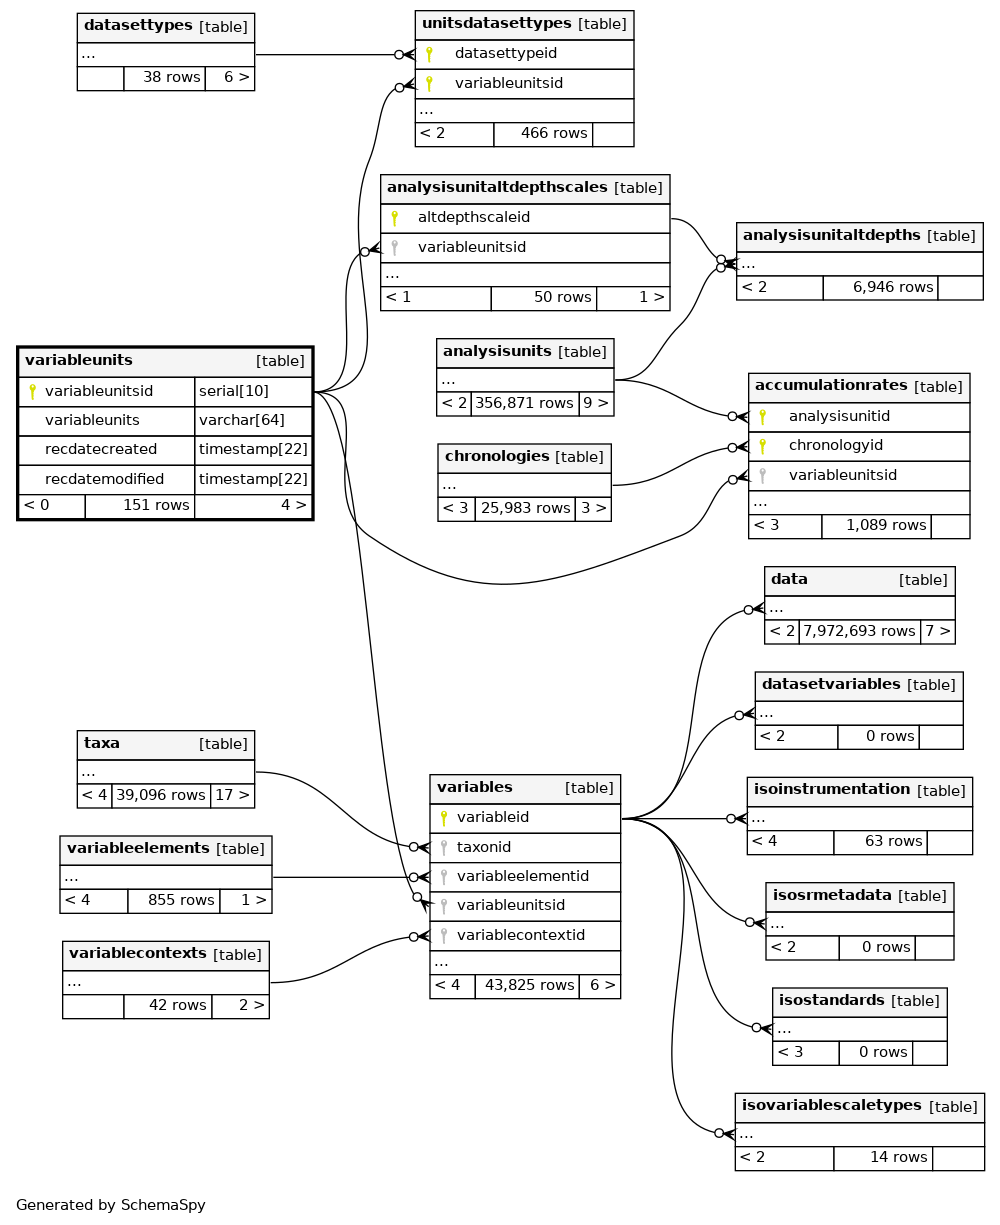 datasettypes [table]
...
38 rows 6 >
unitsdatasettypes [table]
datasettypeid
variableunitsid
...
< 2 466 rows
analysisunitaltdepthscales [table]
altdepthscaleid
variableunitsid
...
< 1 50 rows 1 >
analysisunitaltdepths [table]
...
< 2 6,946 rows
variableunits [table]
variableunitsid serial[10]
variableunits varchar[64]
recdatecreated timestamp[22]
recdatemodified timestamp[22]
< 0 151 rows 4 >
analysisunits [table]
...
< 2 356,871 rows 9 >
accumulationrates [table]
analysisunitid
chronologyid
variableunitsid
...
< 3 1,089 rows
chronologies [table]
...
< 3 25,983 rows 3 >
data [table]
...
< 2 7,972,693 rows 7 >
datasetvariables [table]
...
< 2 0 rows
taxa [table]
...
< 4 39,096 rows 17 >
variables [table]
variableid
taxonid
variableelementid
variableunitsid
variablecontextid
...
< 4 43,825 rows 6 >
isoinstrumentation [table]
...
< 4 63 rows
variableelements [table]
...
< 4 855 rows 1 >
isosrmetadata [table]
...
< 2 0 rows
variablecontexts [table]
...
42 rows 2 >
isostandards [table]
...
< 3 0 rows
isovariablescaletypes [table]
...
< 2 14 rows
Generated by SchemaSpy